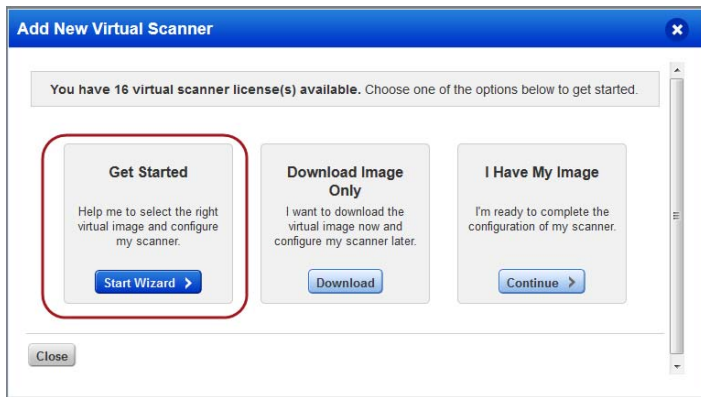 Add New Virtual Scanner
You have 16 virtual scanner license(s) available. Choose one of the options below to get started.
Get Started
Help me to select the right
virtual image and configure
my scanner.
Start Wizard
Download Image
Only
I want to download the
virtual image now and
configure my scanner later.
Download
I Have My Image
I'm ready to complete the
configuration of my scanner.
Continue
Close